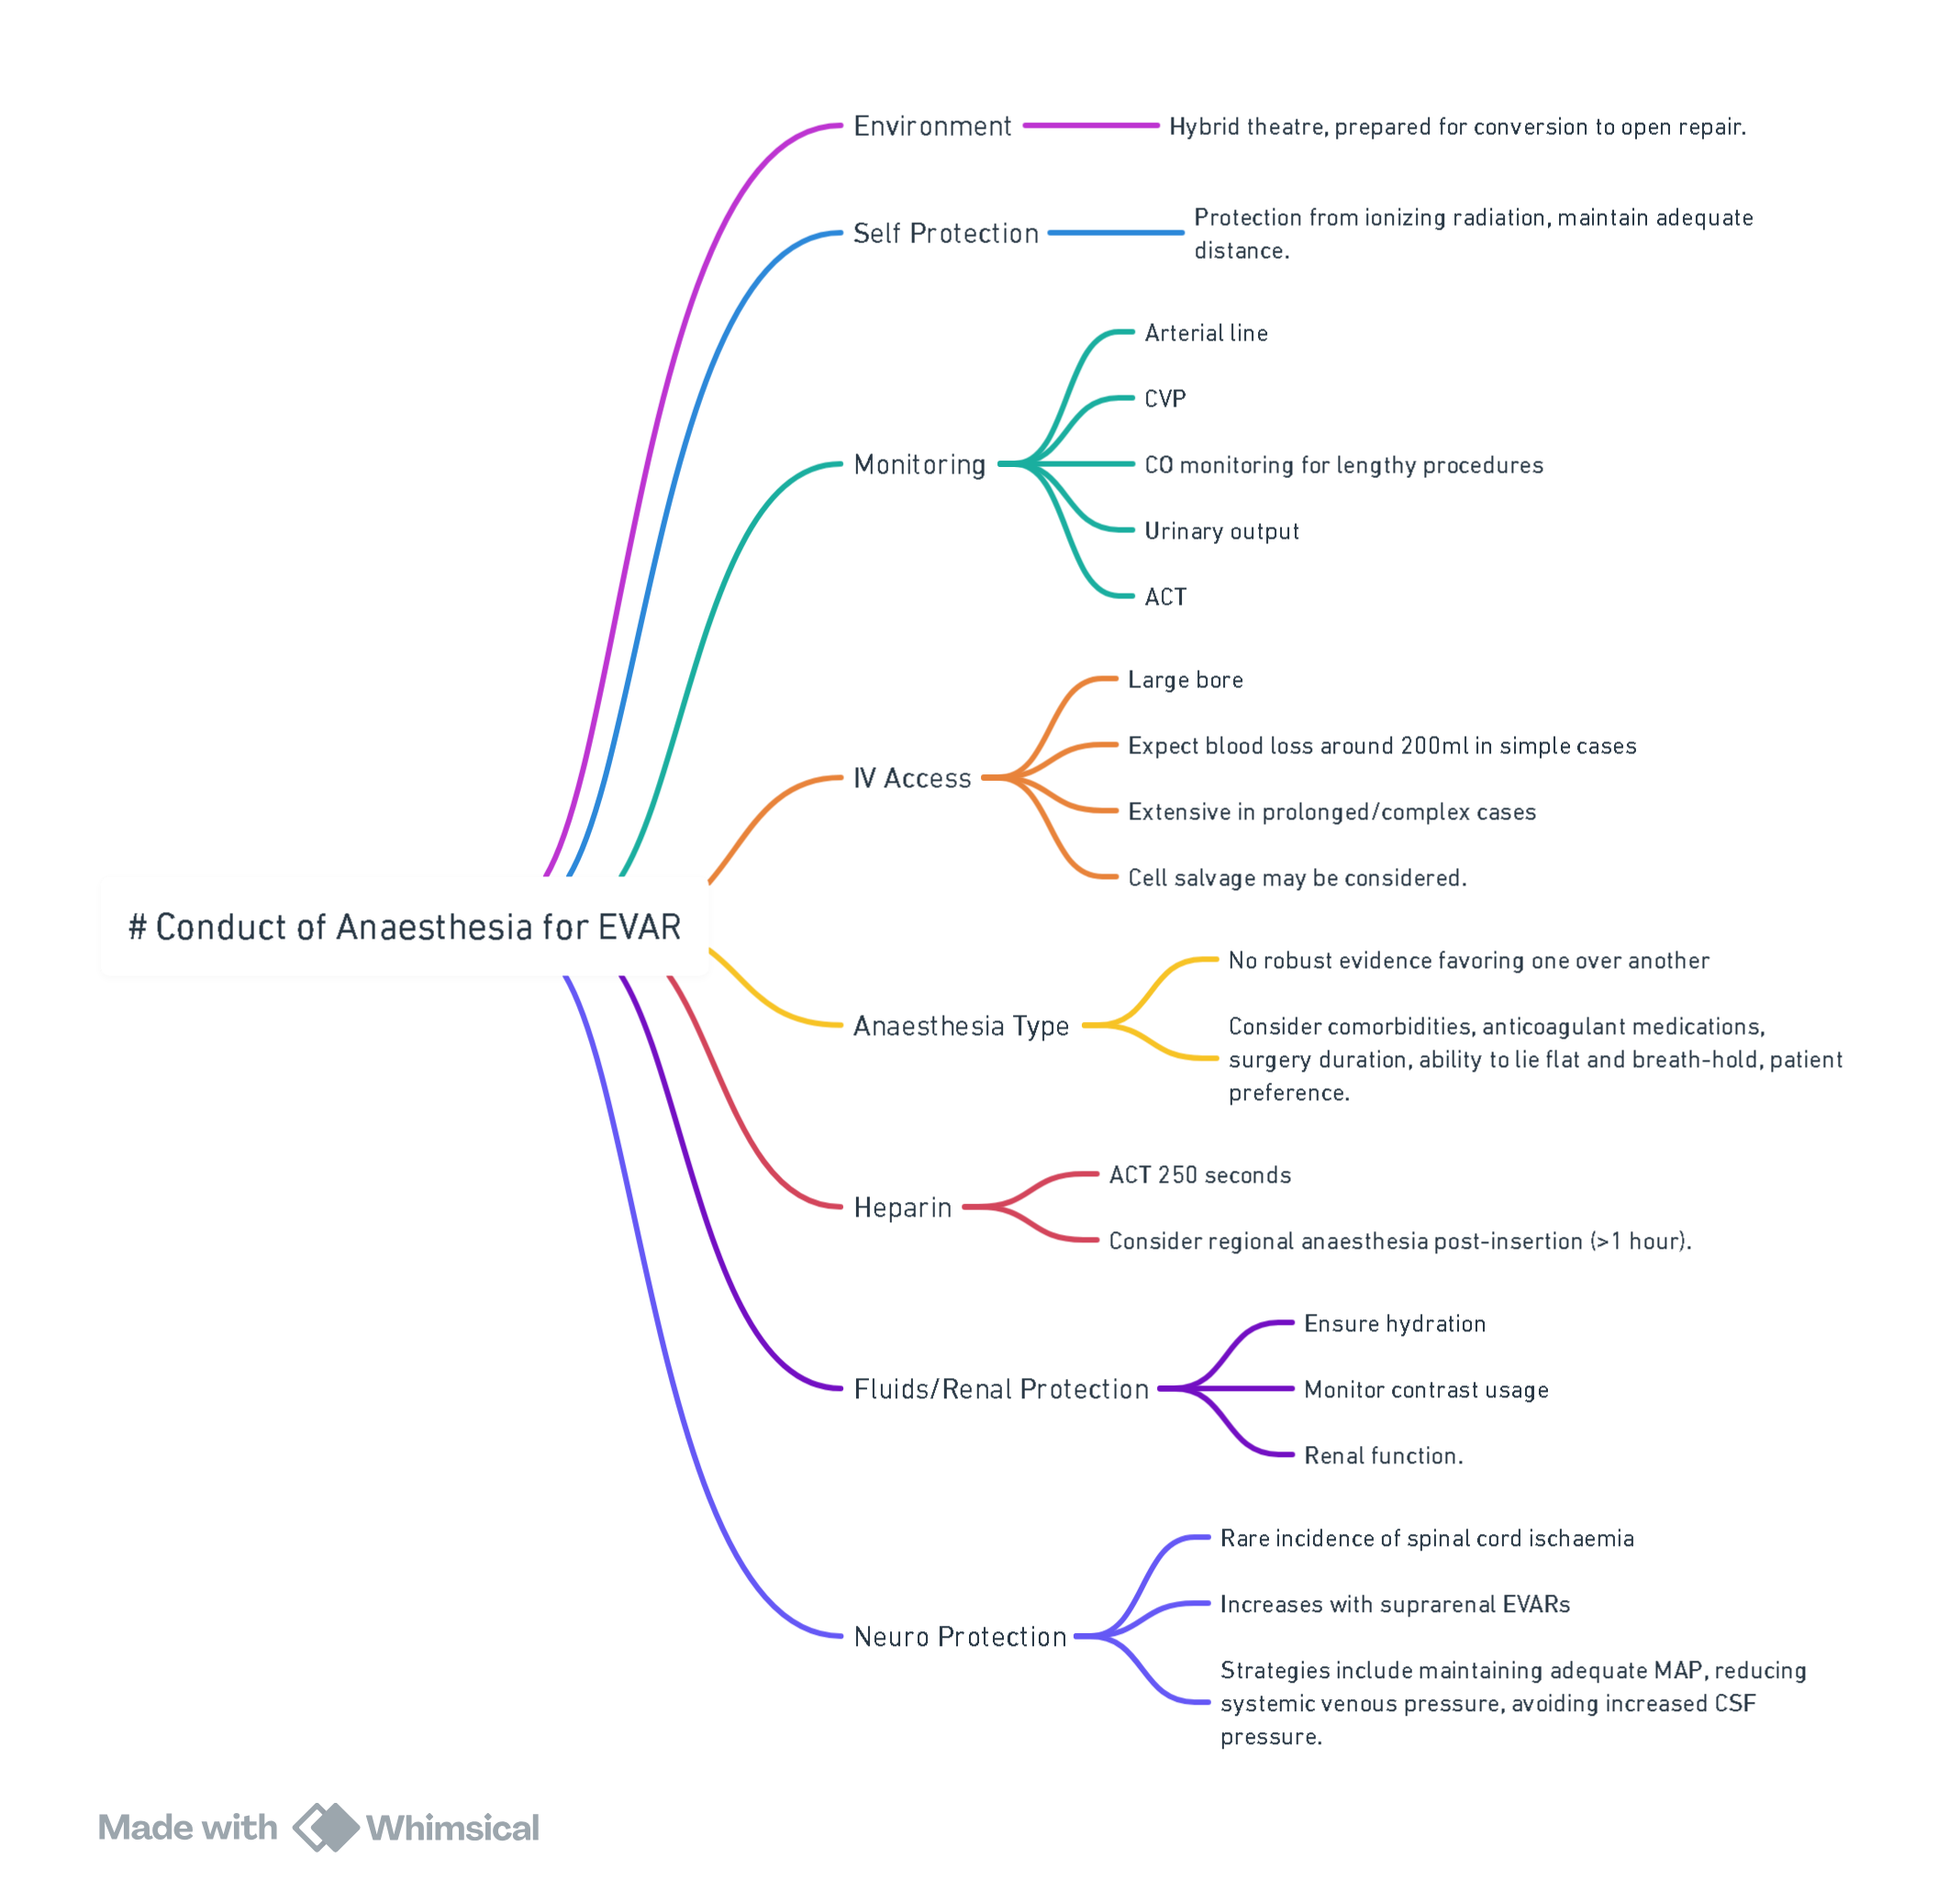 Environment
Hybrid theatre, prepared for conversion to open repair.
Self Protection
Protection from ionizing radiation, maintain adequate
distance.
Monitoring
Arterial line
CVP
CO monitoring for lengthy procedures
Urinary output
ACT
IV Access
Large bore
Expect blood loss around 200ml in simple cases
Extensive in prolonged/complex cases
Cell salvage may be considered.
# Conduct of Anaesthesia for EVAR
Anaesthesia Type
No robust evidence favoring one over another
Consider comorbidities, anticoagulant medications,
surgery duration, ability to lie flat and breath-hold, patient
preference.
Heparin
ACT 250 seconds
Consider regional anaesthesia post-insertion (>1 hour).
Fluids/Renal Protection
Ensure hydration
Monitor contrast usage
Renal function.
Neuro Protection
Rare incidence of spinal cord ischaemia
Increases with suprarenal EVARs
Strategies include maintaining adequate MAP, reducing
systemic venous pressure, avoiding increased CSF
pressure.
Made with Whimsical